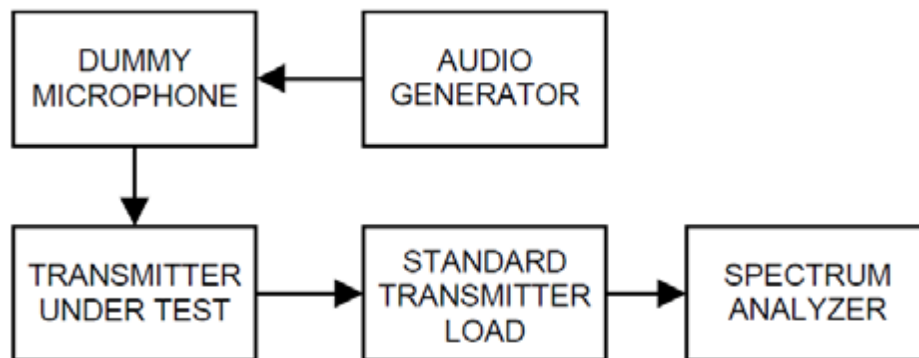 DUMMY
MICROPHONE
AUDIO
GENERATOR
TRANSMITTER
UNDER TEST
STANDARD
TRANSMITTER
LOAD
SPECTRUM
ANALYZER